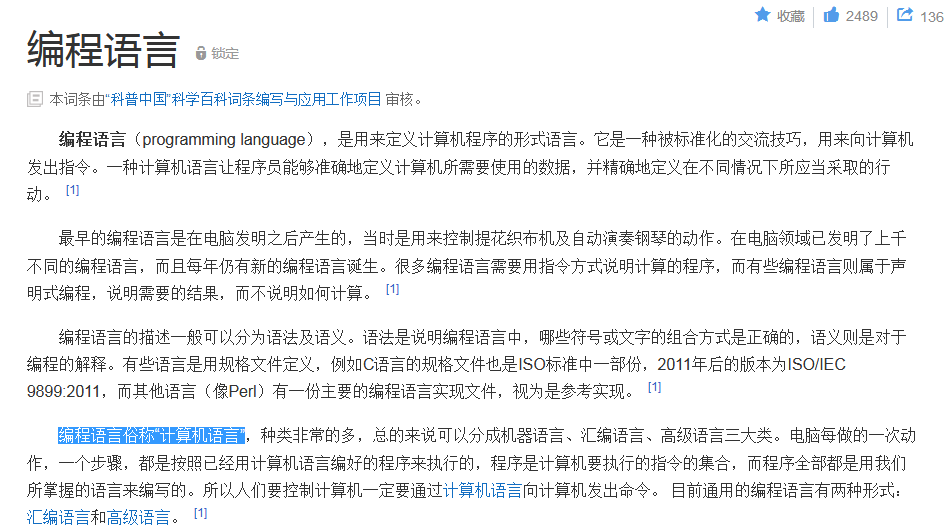 收藏 2489 136
编程语言 锁定
本词条由“科普中国”科学百科词条编写与应用工作项目 审核。
编程语言（programming language），是用来定义计算机程序的形式语言。它是一种被标准化的交流技巧，用来向计算机
发出指令。一种计算机语言让程序员能够准确地定义计算机所需要使用的数据，并精确地定义在不同情况下所应当采取的行
动。 [1]
最早的编程语言是在电脑发明之后产生的，当时是用来控制提花织布机及自动演奏钢琴的动作。在电脑领域已发明了上千
不同的编程语言，而且每年仍有新的编程语言诞生。很多编程语言需要用指令方式说明计算的程序，而有些编程语言则属于声
明式编程，说明需要的结果，而不说明如何计算。 [1]
编程语言的描述一般可以分为语法及语义。语法是说明编程语言中，哪些符号或文字的组合方式是正确的，语义则是对于
编程的解释。有些语言是用规格文件定义，例如C语言的规格文件也是ISO标准中一部份，2011年后的版本为ISO/IEC
9899:2011，而其他语言（像Perl）有一份主要的编程语言实现文件，视为是参考实现。 [1]
编程语言俗称“计算机语言”，种类非常的多，总的来说可以分成机器语言、汇编语言、高级语言三大类。电脑每做的一次动
作，一个步骤，都是按照已经用计算机语言编好的程序来执行的，程序是计算机要执行的指令的集合，而程序全部都是用我们
所掌握的语言来编写的。所以人们要控制计算机一定要通过计算机语言向计算机发出命令。 目前通用的编程语言有两种形式：
汇编语言和高级语言。 [1]